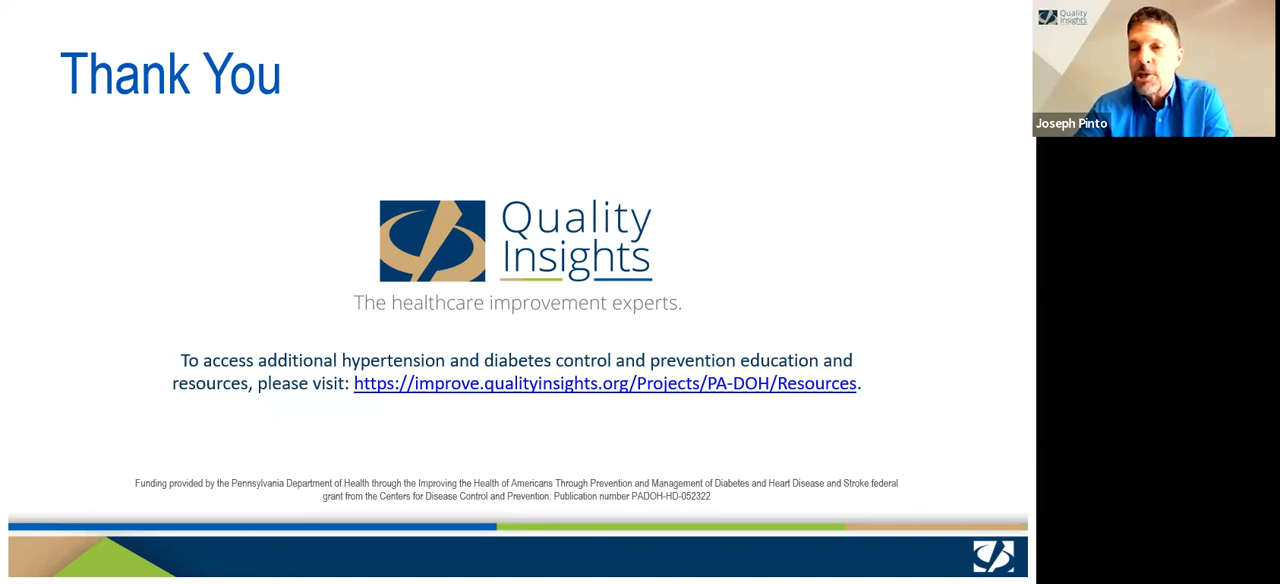 Thank You
Quality
Insights
The healthcare improvement experts.
To access additional hypertension and diabetes control and prevention education and
resources, please visit: https://improve.qualityinsights.org/Projects/PA-DOH/Resources.
Funding provided by the Pennsylvania Department of Health through the Improving the Health of Americans Through Prevention and Management of Diabetes and Heart Disease and Stroke federal
grant from the Centers for Disease Control and Prevention. Publication number PADOH-HD-052322
Quality
Insights
Joseph Pinto